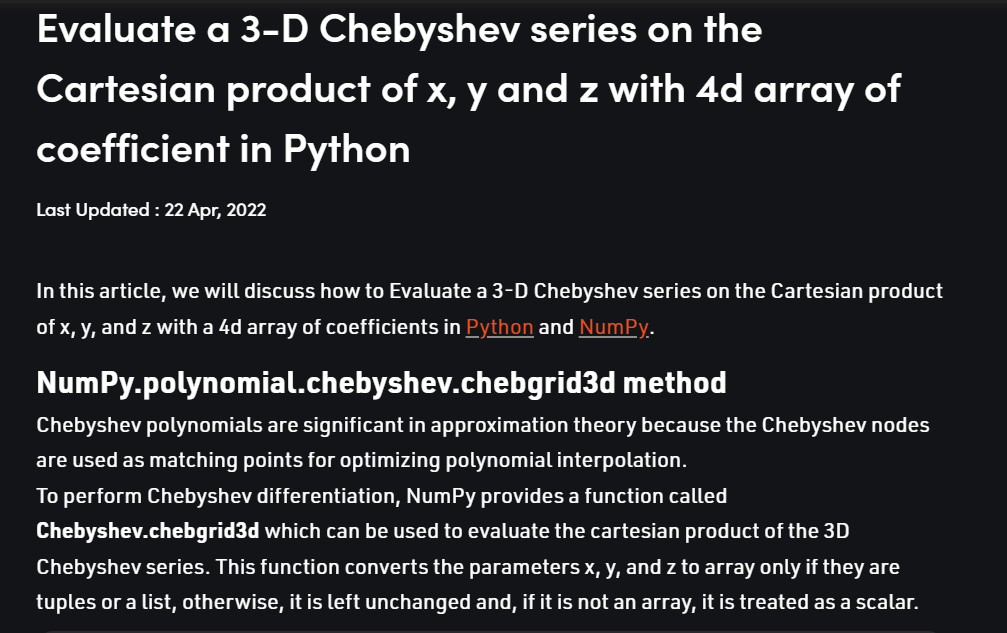 Evaluate a 3-D Chebyshev series on the
Cartesian product of x, y and z with 4d array of
coefficient in Python
Last Updated : 22 Apr, 2022
In this article, we will discuss how to Evaluate a 3-D Chebyshev series on the Cartesian product
of x, y, and z with a 4d array of coefficients in Python and NumPy.
NumPy.polynomial.chebyshev.chebgrid3d method
Chebyshev polynomials are significant in approximation theory because the Chebyshev nodes
are used as matching points for optimizing polynomial interpolation.
To perform Chebyshev differentiation, NumPy provides a function called
Chebyshev.chebgrid3d which can be used to evaluate the cartesian product of the 3D
Chebyshev series. This function converts the parameters x, y, and z to array only if they are
tuples or a list, otherwise, it is left unchanged and, if it is not an array, it is treated as a scalar.